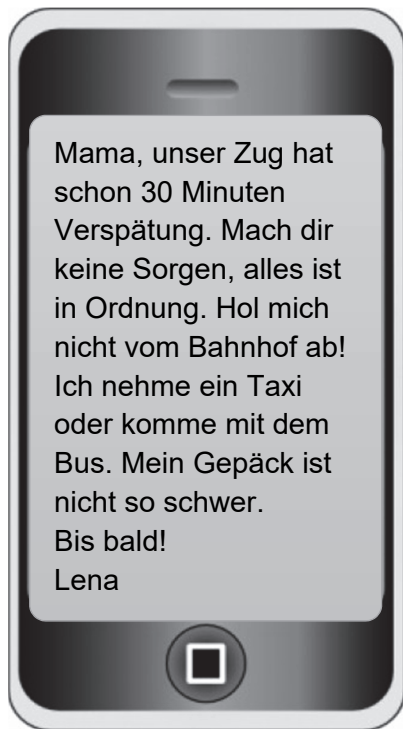 Mama, unser Zug hat
schon 30 Minuten
Verspätung. Mach dir
keine Sorgen, alles ist
in Ordnung. Hol mich
nicht vom Bahnhof ab!
Ich nehme ein Taxi
oder komme mit dem
Bus. Mein Gepäck ist
nicht so schwer.
Bis bald!
Lena